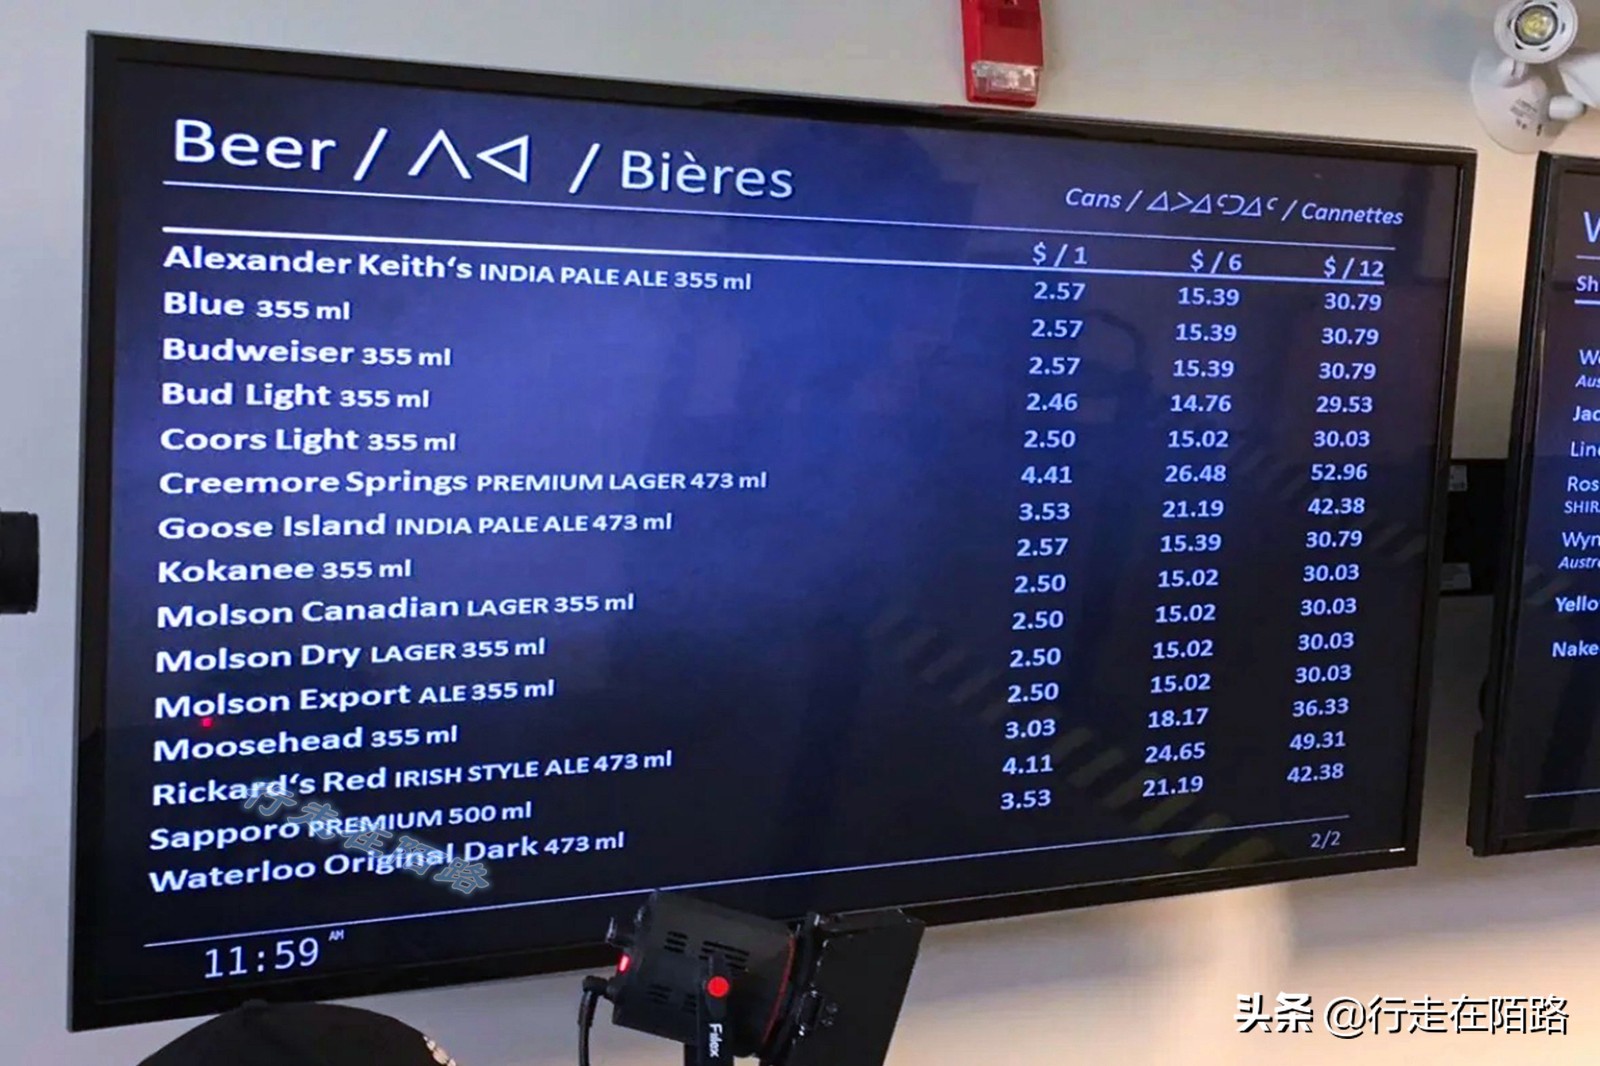 Beer / ᐱᐊ / Bières
Cans / ᐃᐳᐃᑦᑐᐃᑦ / Cannettes
$ / 1 $ / 6 $ / 12
Alexander Keith‘s INDIA PALE ALE 355 ml 2.57 15.39 30.79
Blue 355 ml 2.57 15.39 30.79
Budweiser 355 ml 2.57 15.39 30.79
Bud Light 355 ml 2.46 14.76 29.53
Coors Light 355 ml 2.50 15.02 30.03
Creemore Springs PREMIUM LAGER 473 ml 4.41 26.48 52.96
Goose Island INDIA PALE ALE 473 ml 3.53 21.19 42.38
Kokanee 355 ml 2.57 15.39 30.79
Molson Canadian LAGER 355 ml 2.50 15.02 30.03
Molson Dry LAGER 355 ml 2.50 15.02 30.03
Molson Export ALE 355 ml 2.50 15.02 30.03
Moosehead 355 ml 2.50 15.02 30.03
Rickard‘s Red IRISH STYLE ALE 473 ml 3.03 18.17 36.33
Sapporo PREMIUM 500 ml 4.11 24.65 49.31
Waterloo Original Dark 473 ml 3.53 21.19 42.38
2/2
11:59 AM
行走在陌路
Fiilex
头条 @行走在陌路